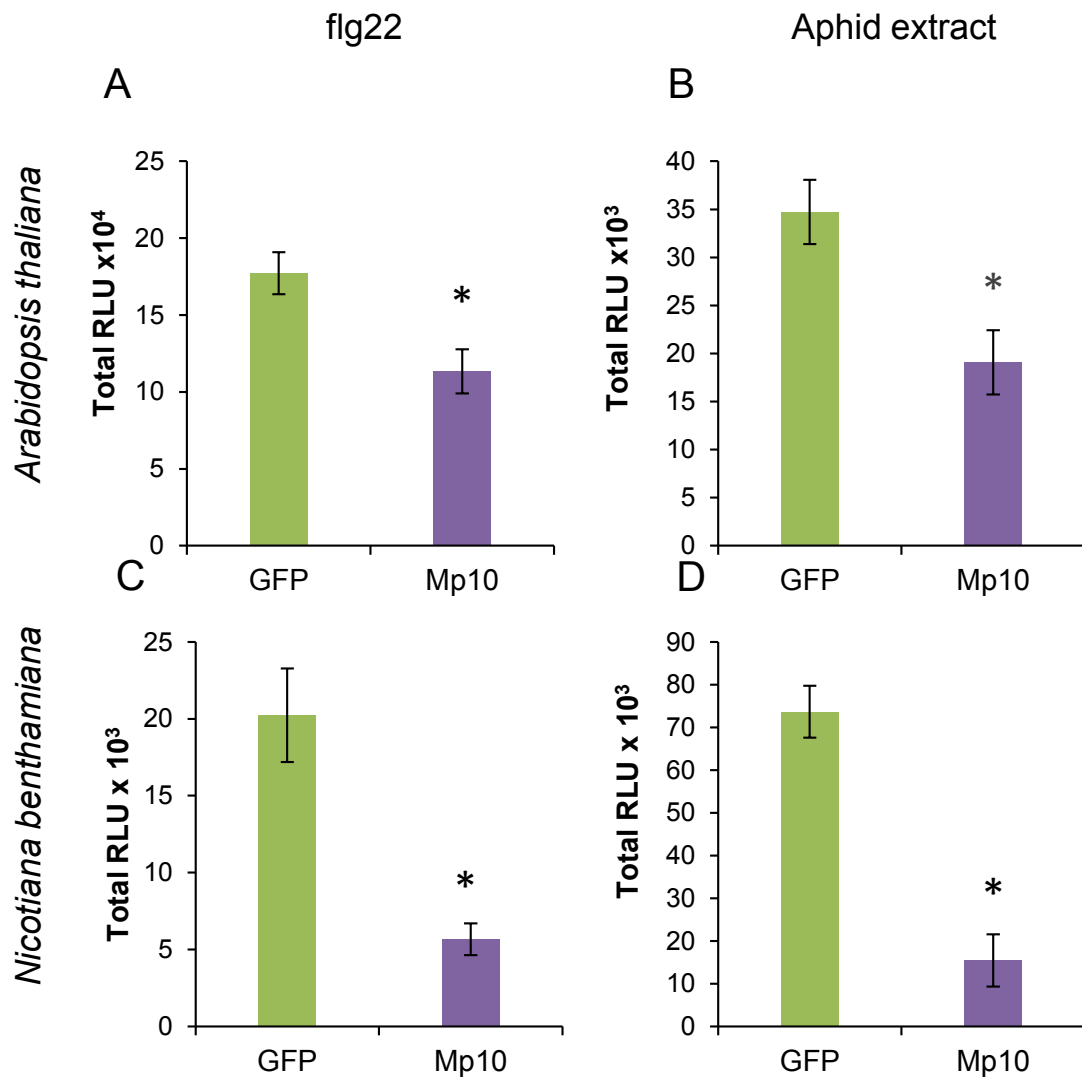 flg22
Aphid extract
A
B
Arabidopsis thaliana
Total RLU x10⁴
25
20
15
10
5
0
*
GFP
Mp10
Total RLU x10³
40
35
30
25
20
15
10
5
0
*
GFP
Mp10
C
D
Nicotiana benthamiana
Total RLU x 10³
25
20
15
10
5
0
*
GFP
Mp10
Total RLU x 10³
90
80
70
60
50
40
30
20
10
0
*
GFP
Mp10